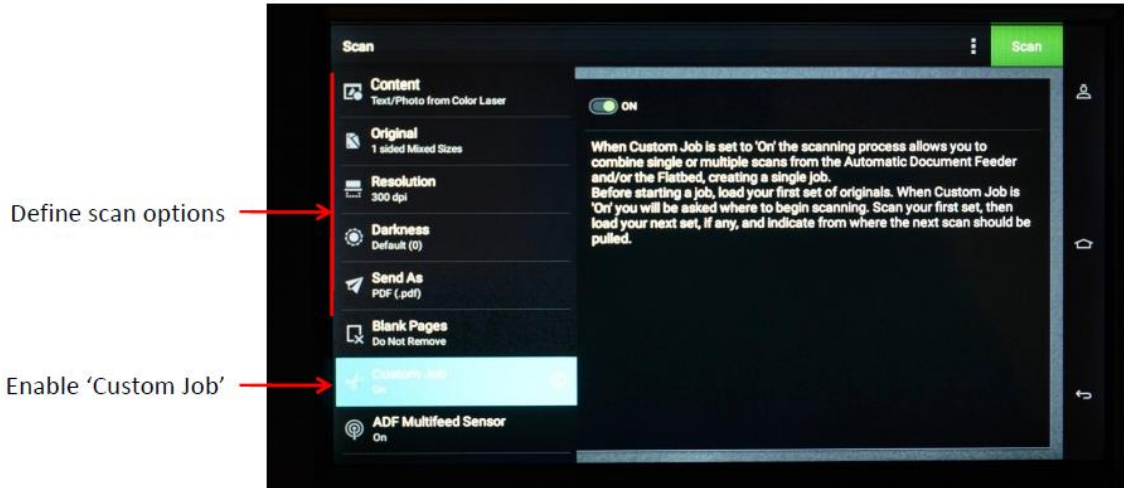 Scan
Scan
Content
Text/Photo from Color Laser
Original
1 sided Mixed Sizes
Resolution
300 dpi
Define scan options
Darkness
Default (0)
Send As
PDF (.pdf)
Blank Pages
Do Not Remove
Enable ‘Custom Job’
Custom Job
On
ADF Multifeed Sensor
On
ON
When Custom Job is set to 'On' the scanning process allows you to
combine single or multiple scans from the Automatic Document Feeder
and/or the Flatbed, creating a single job.
Before starting a job, load your first set of originals. When Custom Job is
'On' you will be asked where to begin scanning. Scan your first set, then
load your next set, if any, and indicate from where the next scan should be
pulled.